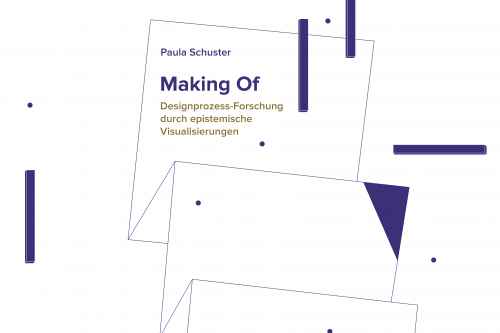 Paula Schuster
Making Of
Designprozess-Forschung
durch epistemische
Visualisierungen